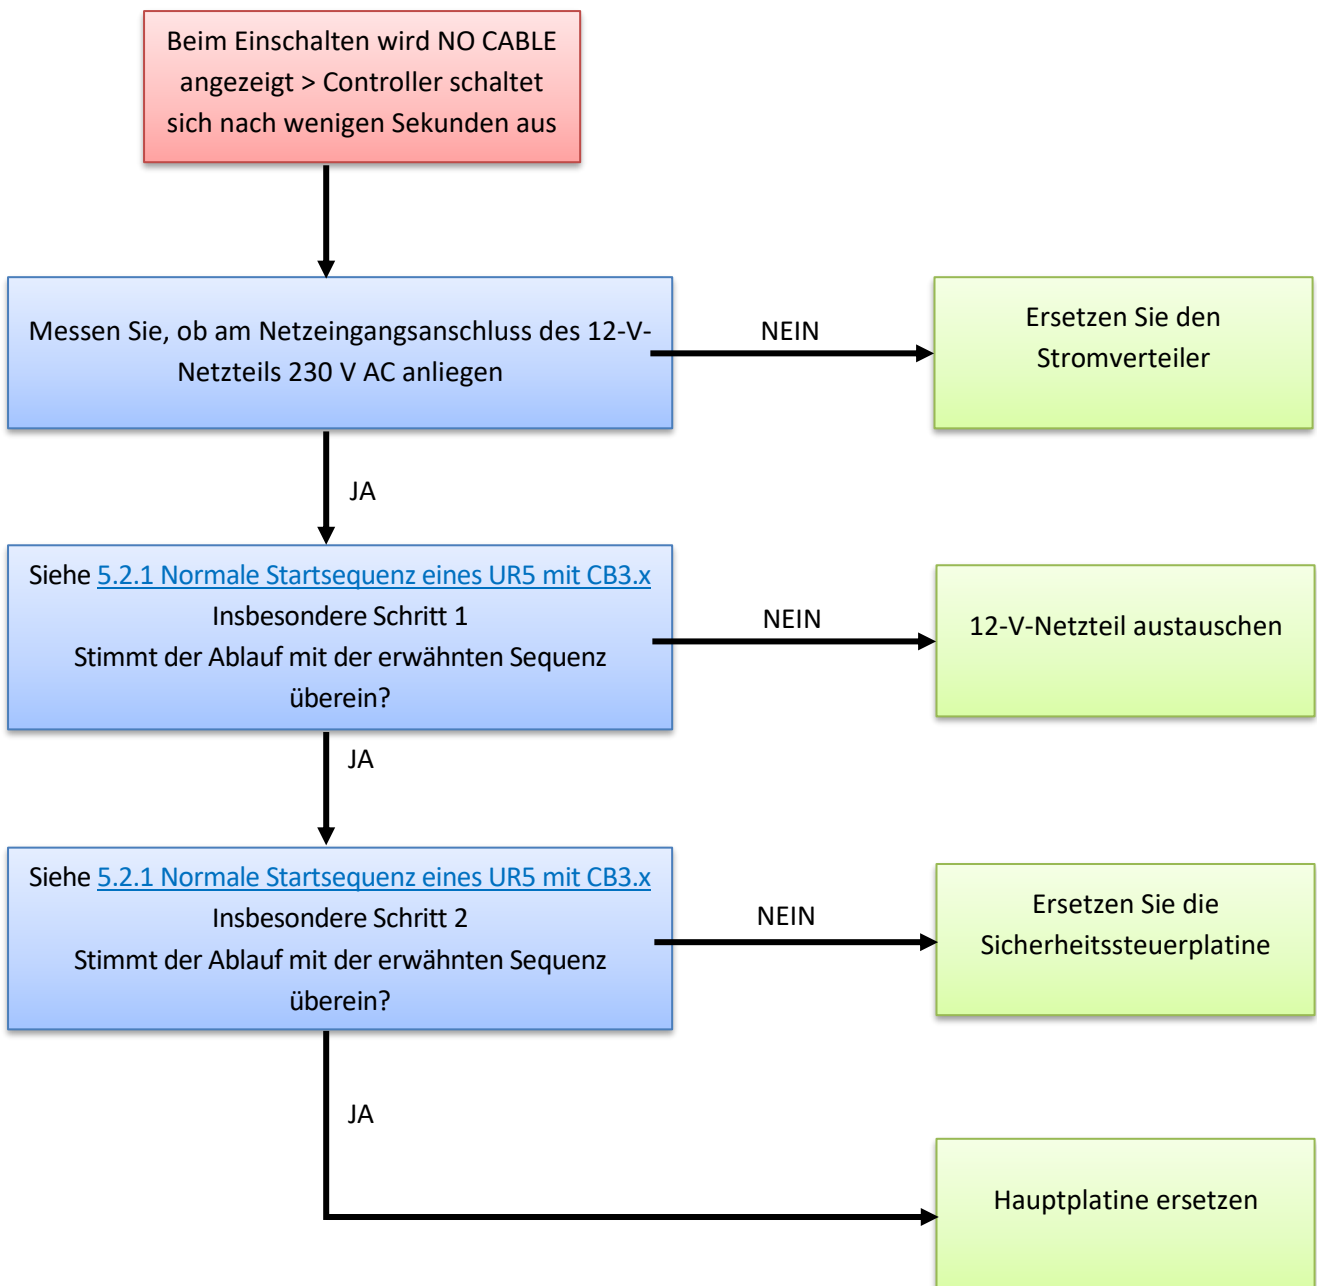 Beim Einschalten wird NO CABLE
angezeigt > Controller schaltet
sich nach wenigen Sekunden aus
Messen Sie, ob am Netzeingangsanschluss des 12-V-
Netzteils 230 V AC anliegen
NEIN
Ersetzen Sie den
Stromverteiler
JA
Siehe 5.2.1 Normale Startsequenz eines UR5 mit CB3.x
Insbesondere Schritt 1
Stimmt der Ablauf mit der erwähnten Sequenz
überein?
NEIN
12-V-Netzteil austauschen
JA
Siehe 5.2.1 Normale Startsequenz eines UR5 mit CB3.x
Insbesondere Schritt 2
Stimmt der Ablauf mit der erwähnten Sequenz
überein?
NEIN
Ersetzen Sie die
Sicherheitssteuerplatine
JA
Hauptplatine ersetzen